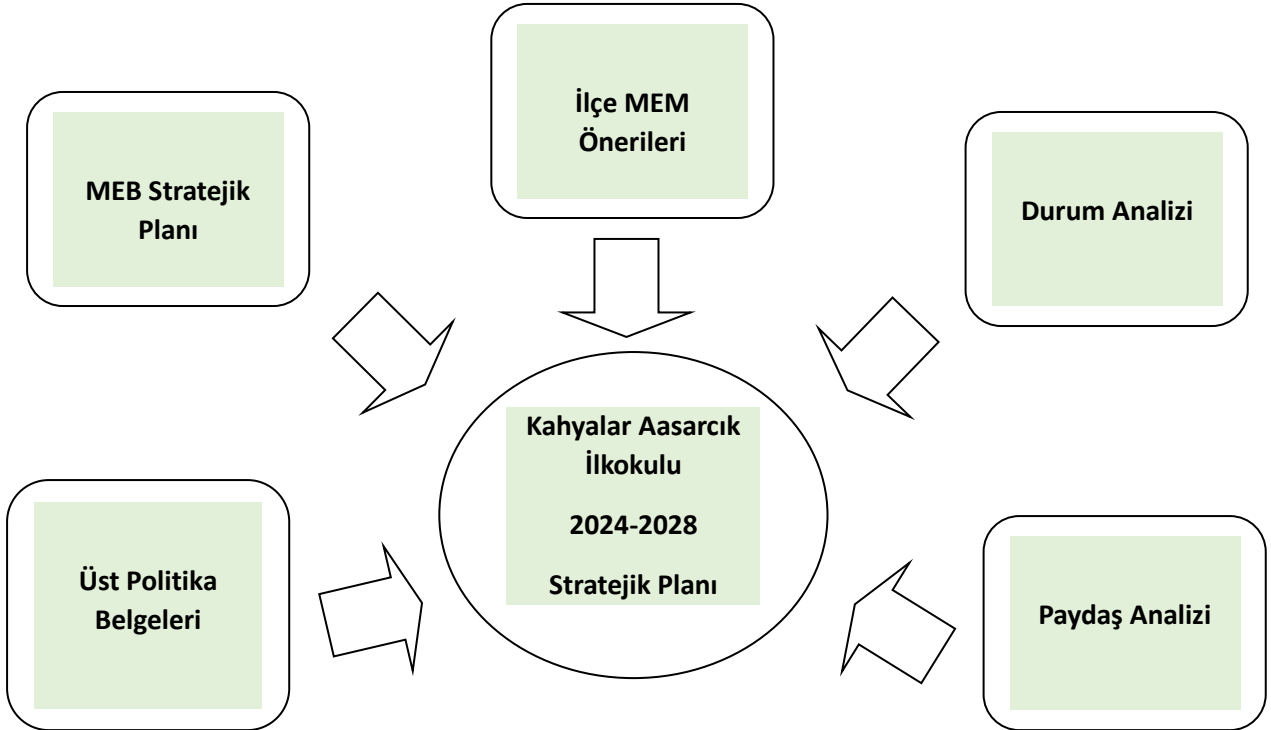 İlçe MEM
Önerileri
MEB Stratejik
Planı
Durum Analizi
Kahyalar Aasarcık
İlkokulu
2024-2028
Stratejik Planı
Üst Politika
Belgeleri
Paydaş Analizi